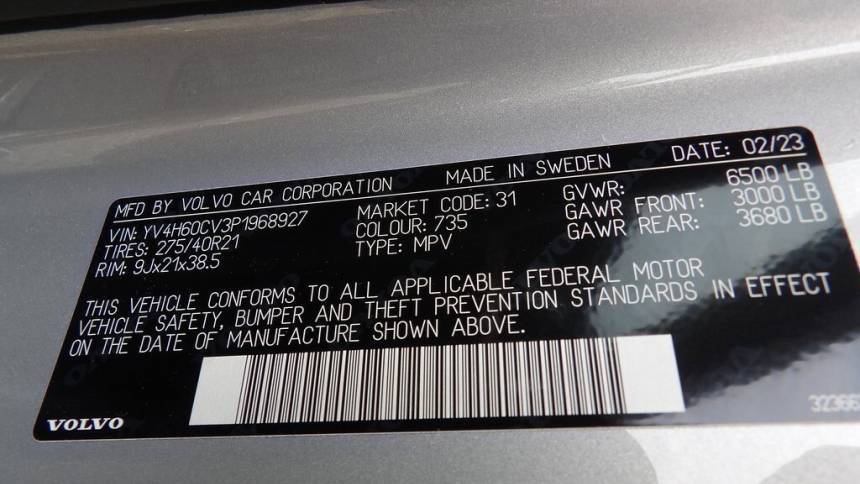 MFD BY VOLVO CAR CORPORATION MADE IN SWEDEN DATE: 02/23
VIN: YV4H60CV3P1968927 MARKET CODE: 31 GVWR: 6500 LB
TIRES: 275/40R21 COLOUR: 735 GAWR FRONT: 3000 LB
RIM: 9Jx21x38.5 TYPE: MPV GAWR REAR: 3680 LB
THIS VEHICLE CONFORMS TO ALL APPLICABLE FEDERAL MOTOR
VEHICLE SAFETY, BUMPER AND THEFT PREVENTION STANDARDS IN EFFECT
ON THE DATE OF MANUFACTURE SHOWN ABOVE.
VOLVO